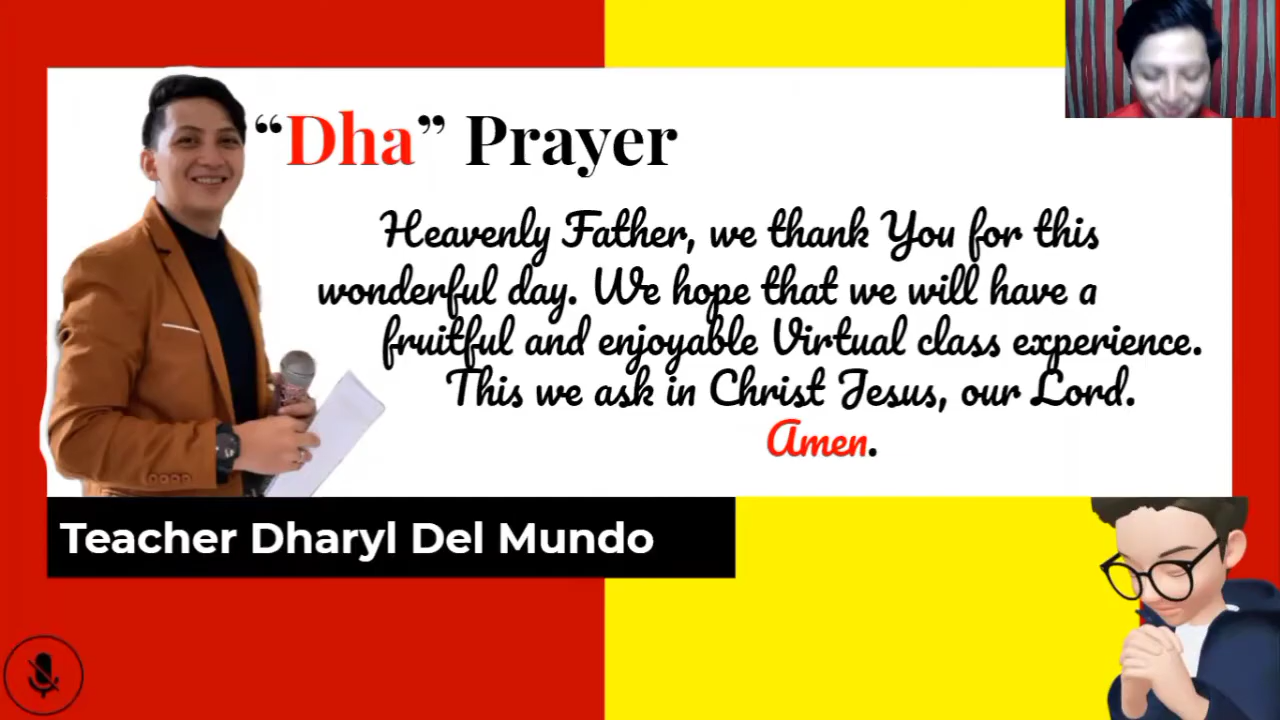 “Dha” Prayer
Heavenly Father, we thank You for this
wonderful day. We hope that we will have a
fruitful and enjoyable Virtual class experience.
This we ask in Christ Jesus, our Lord.
Amen.
Teacher Dharyl Del Mundo